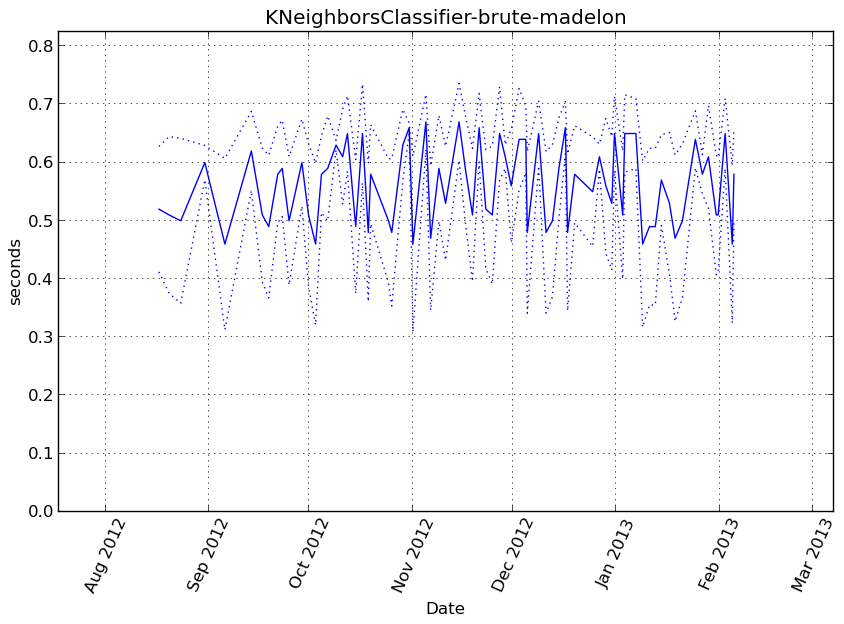 KNeighborsClassifier-brute-madelon
0.8
0.7
0.6
0.5
0.4
0.3
0.2
0.1
0.0
seconds
Aug 2012
Sep 2012
Oct 2012
Nov 2012
Dec 2012
Jan 2013
Feb 2013
Mar 2013
Date